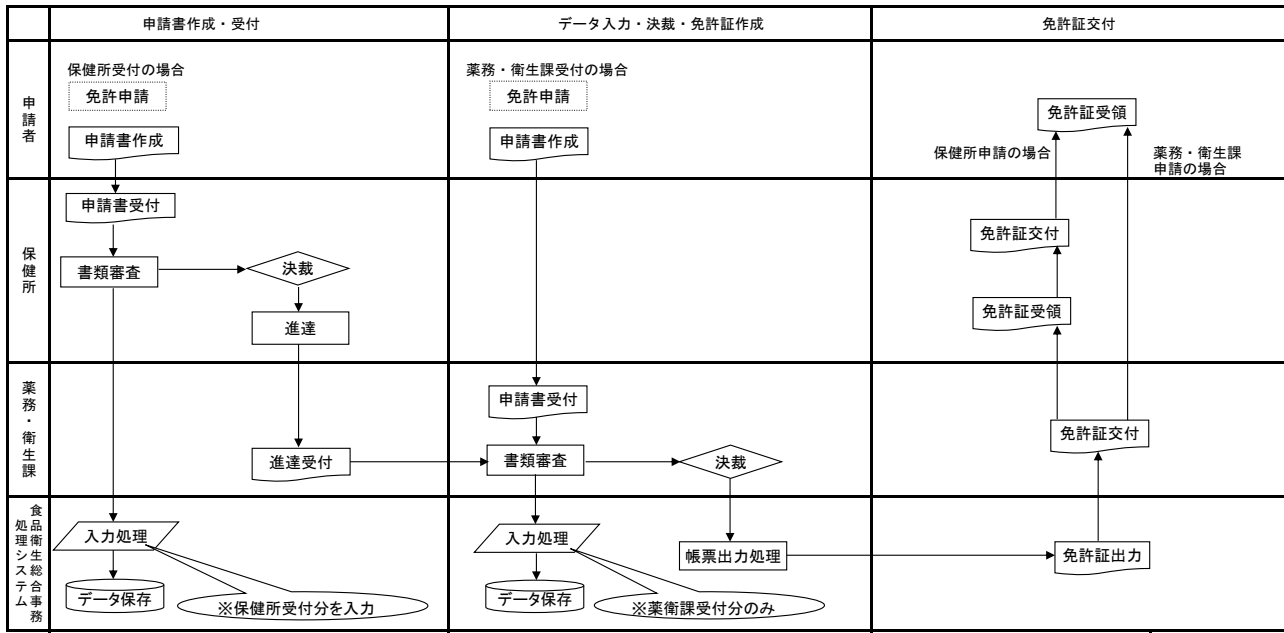 申請書作成・受付
データ入力・決裁・免許証作成
免許証交付
申請者
保健所受付の場合
免許申請
申請書作成
薬務・衛生課受付の場合
免許申請
申請書作成
免許証受領
保健所申請の場合
薬務・衛生課
申請の場合
保健所
申請書受付
書類審査
決裁
進達
免許証交付
免許証受領
薬務・衛生課
進達受付
申請書受付
書類審査
決裁
免許証交付
食品衛生総合事務
処理システム
入力処理
データ保存
※保健所受付分を入力
入力処理
データ保存
※薬衛課受付分のみ
帳票出力処理
免許証出力